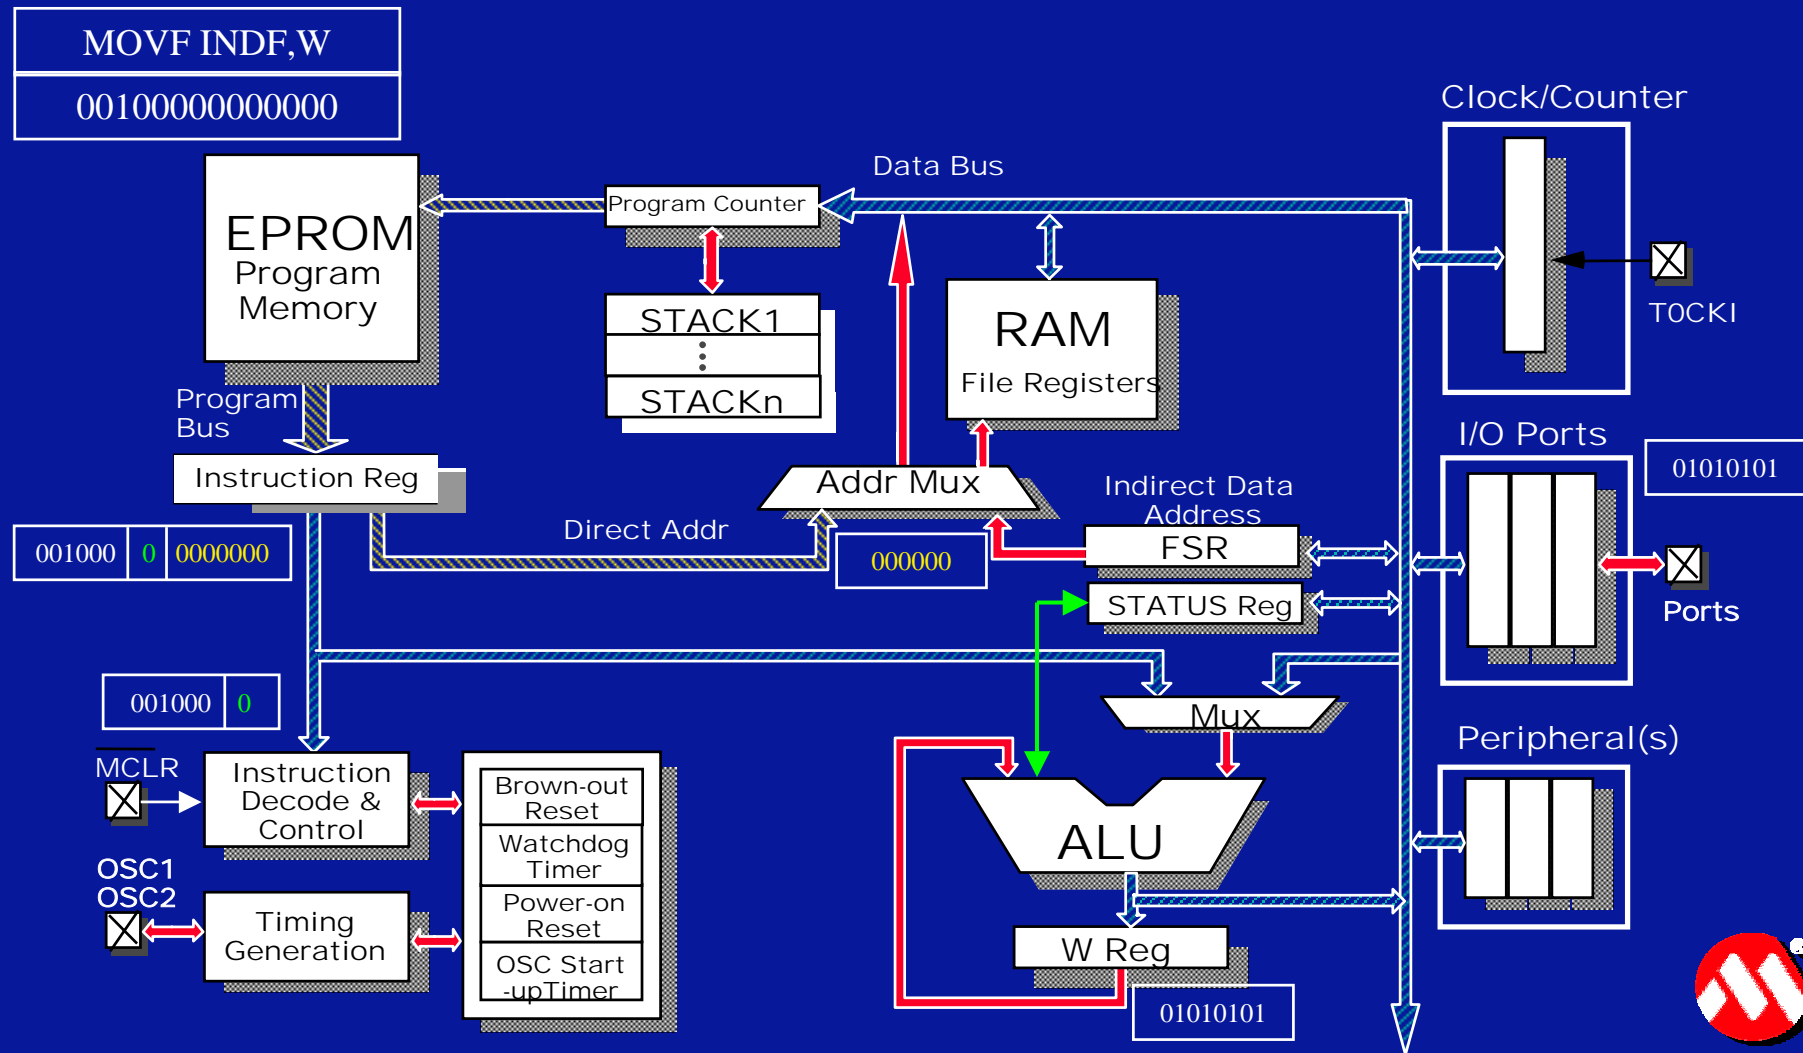 MOVF INDF,W
00100000000000
Clock/Counter
Data Bus
EPROM
Program
Memory
Program Counter
T0CKI
STACK1
STACKn
RAM
File Registers
Program
Bus
I/O Ports
01010101
Instruction Reg
Addr Mux
Indirect Data
Address
Direct Addr
FSR
001000 0 0000000
000000
STATUS Reg
Ports
001000 0
Mux
MCLR
Instruction
Decode &
Control
Brown-out
Reset
Watchdog
Timer
Power-on
Reset
OSC Start
-upTimer
Peripheral(s)
ALU
OSC1
OSC2
Timing
Generation
W Reg
01010101